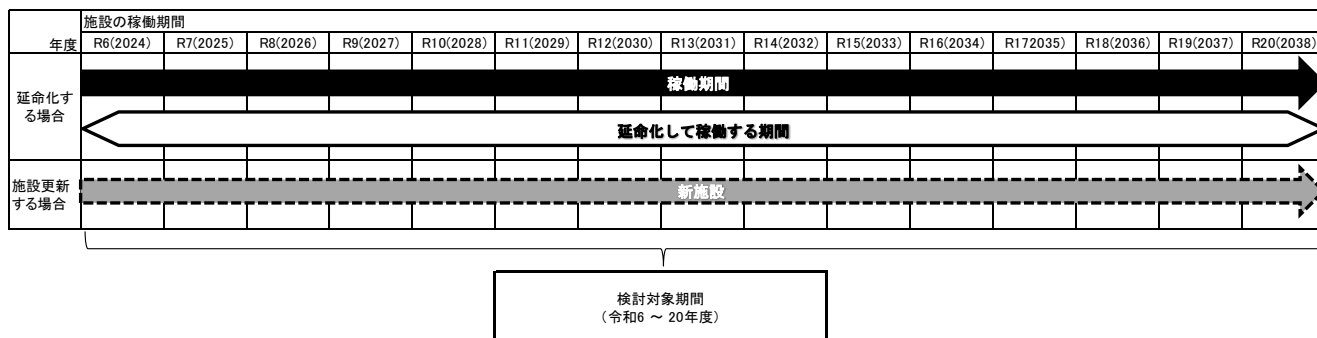 施設の稼働期間
年度 R6(2024) R7(2025) R8(2026) R9(2027) R10(2028) R11(2029) R12(2030) R13(2031) R14(2032) R15(2033) R16(2034) R172035) R18(2036) R19(2037) R20(2038)
延命化す
る場合
稼働期間
延命化して稼働する期間
施設更新
する場合
新施設
検討対象期間
（令和6 ～ 20年度）